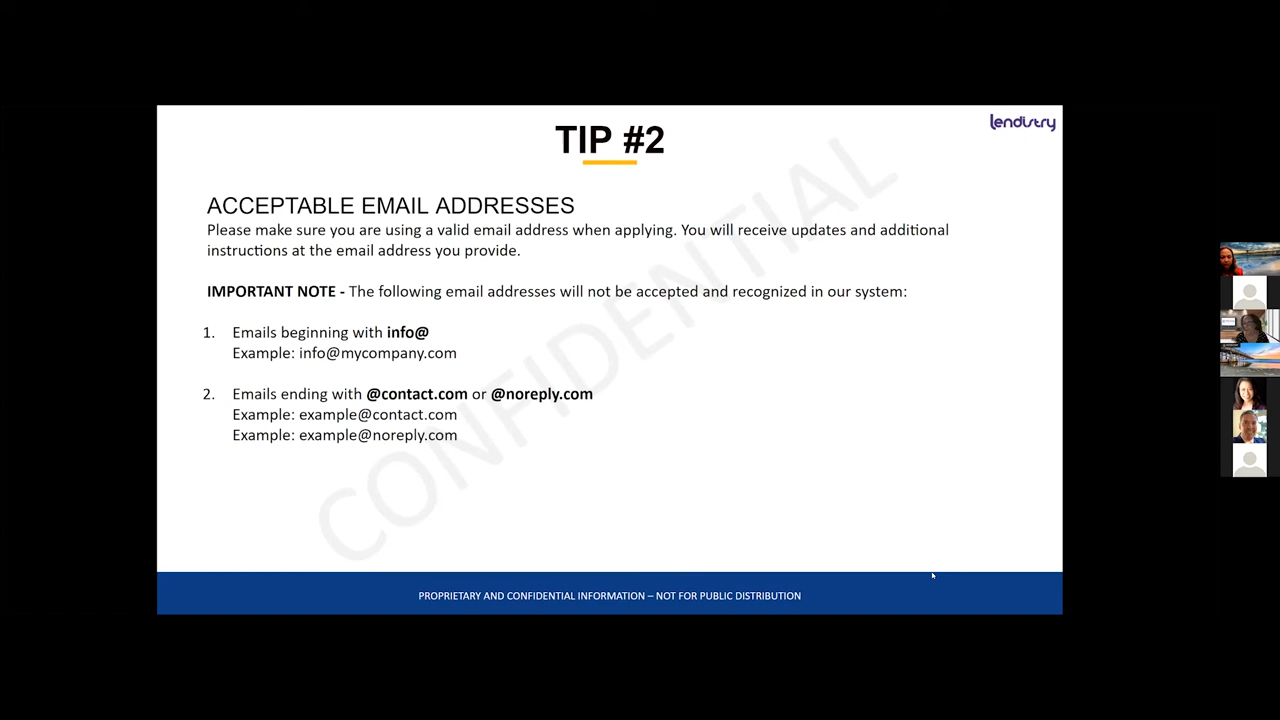 TIP #2
lendistry
ACCEPTABLE EMAIL ADDRESSES
Please make sure you are using a valid email address when applying. You will receive updates and additional
instructions at the email address you provide.
IMPORTANT NOTE - The following email addresses will not be accepted and recognized in our system:
1. Emails beginning with info@
Example: info@mycompany.com
2. Emails ending with @contact.com or @noreply.com
Example: example@contact.com
Example: example@noreply.com
CONFIDENTIAL
PROPRIETARY AND CONFIDENTIAL INFORMATION – NOT FOR PUBLIC DISTRIBUTION